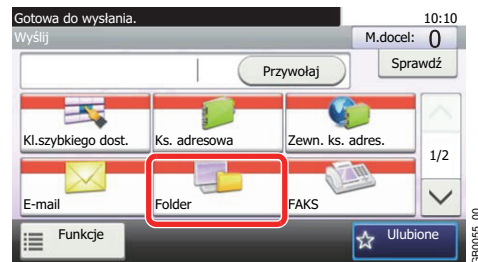 Gotowa do wysłania.
10:10
Wyślij
M.docel: 0
Przywołaj
Sprawdź
Kl.szybkiego dost.
Ks. adresowa
Zewn. ks. adres.
1/2
E-mail
Folder
FAKS
Funkcje
Ulubione
GB0055_00